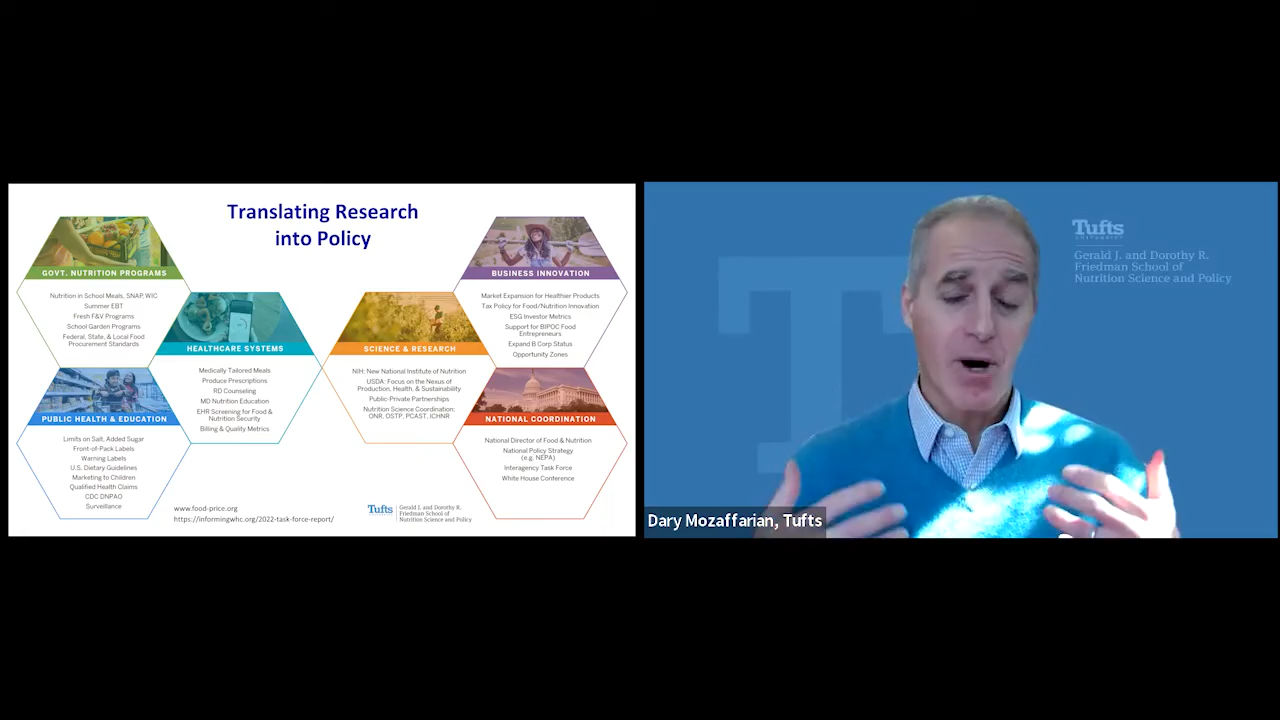 Translating Research
into Policy
GOVT. NUTRITION PROGRAMS
Nutrition in School Meals, SNAP, WIC
Summer EBT
Fresh F&V Programs
School Garden Programs
Federal, State, & Local Food
Procurement Standards
PUBLIC HEALTH & EDUCATION
Limits on Salt, Added Sugar
Front-of-Pack Labels
Warning Labels
U.S. Dietary Guidelines
Marketing to Children
Qualified Health Claims
CDC DNPAO
Surveillance
HEALTHCARE SYSTEMS
Medically Tailored Meals
Produce Prescriptions
RD Counseling
MD Nutrition Education
EHR Screening for Food &
Nutrition Security
Billing & Quality Metrics
SCIENCE & RESEARCH
NIH: New National Institute of Nutrition
USDA: Focus on the Nexus of
Production, Health, & Sustainability
Public-Private Partnerships
Nutrition Science Coordination:
ONR, OSTP, PCAST, ICHNR
BUSINESS INNOVATION
Market Expansion for Healthier Products
Tax Policy for Food/Nutrition Innovation
ESG Investor Metrics
Support for BIPOC Food
Entrepreneurs
Expand B Corp Status
Opportunity Zones
NATIONAL COORDINATION
National Director of Food & Nutrition
National Policy Strategy
(e.g. NEPA)
Interagency Task Force
White House Conference
www.food-price.org
https://informingwhc.org/2022-task-force-report/
Tufts
Gerald J. and Dorothy R.
Friedman School of
Nutrition Science and Policy
Tufts
UNIVERSITY
Gerald J. and Dorothy R.
Friedman School of
Nutrition Science and Policy
Dary Mozaffarian, Tufts